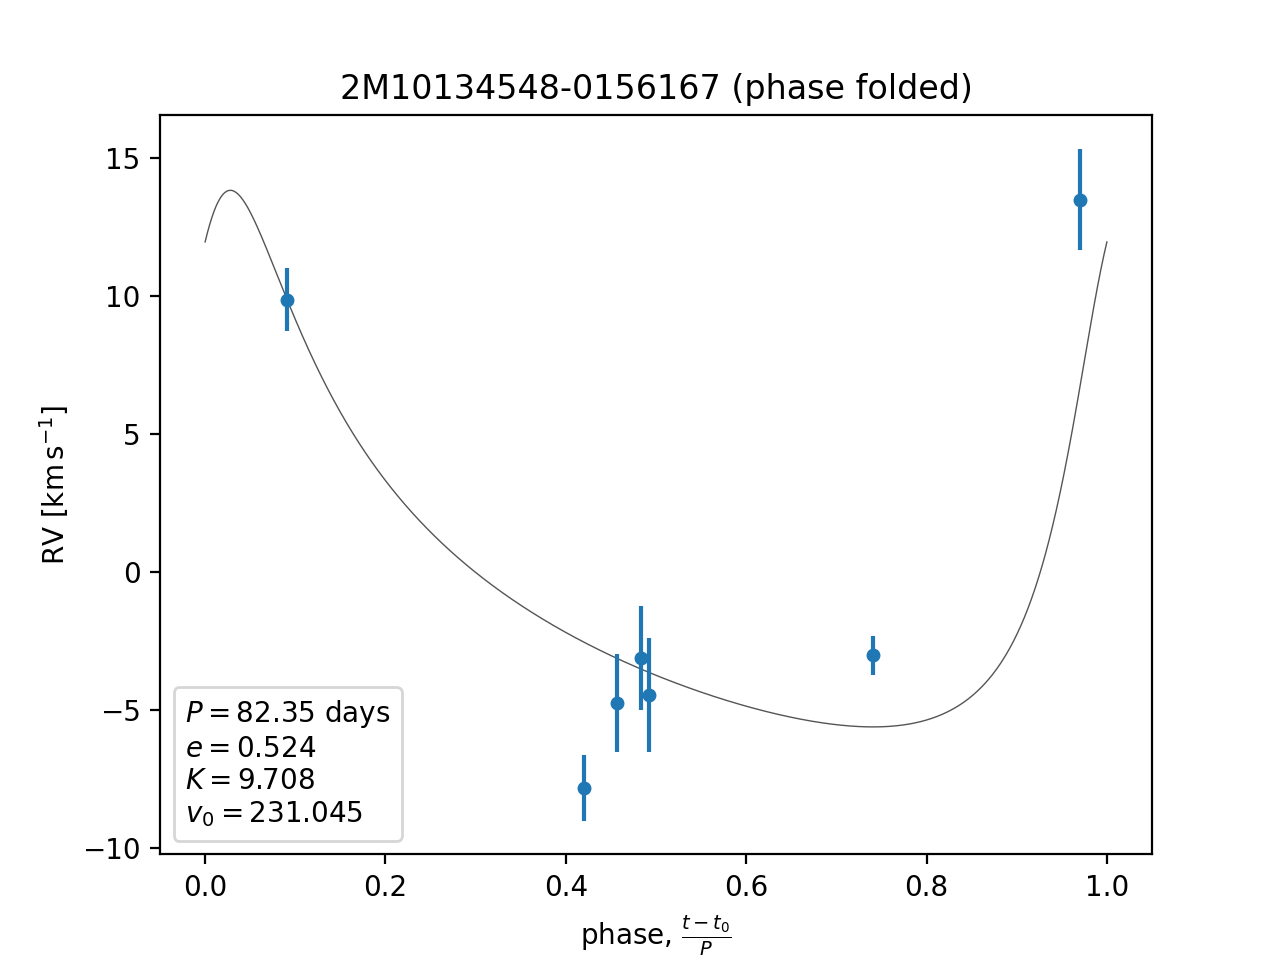 2M10134548-0156167 (phase folded)
15
10
5
0
−5
−10
RV [km s⁻¹]
P = 82.35 days
e = 0.524
K = 9.708
v₀ = 231.045
0.0 0.2 0.4 0.6 0.8 1.0
phase, (t − t₀)/P